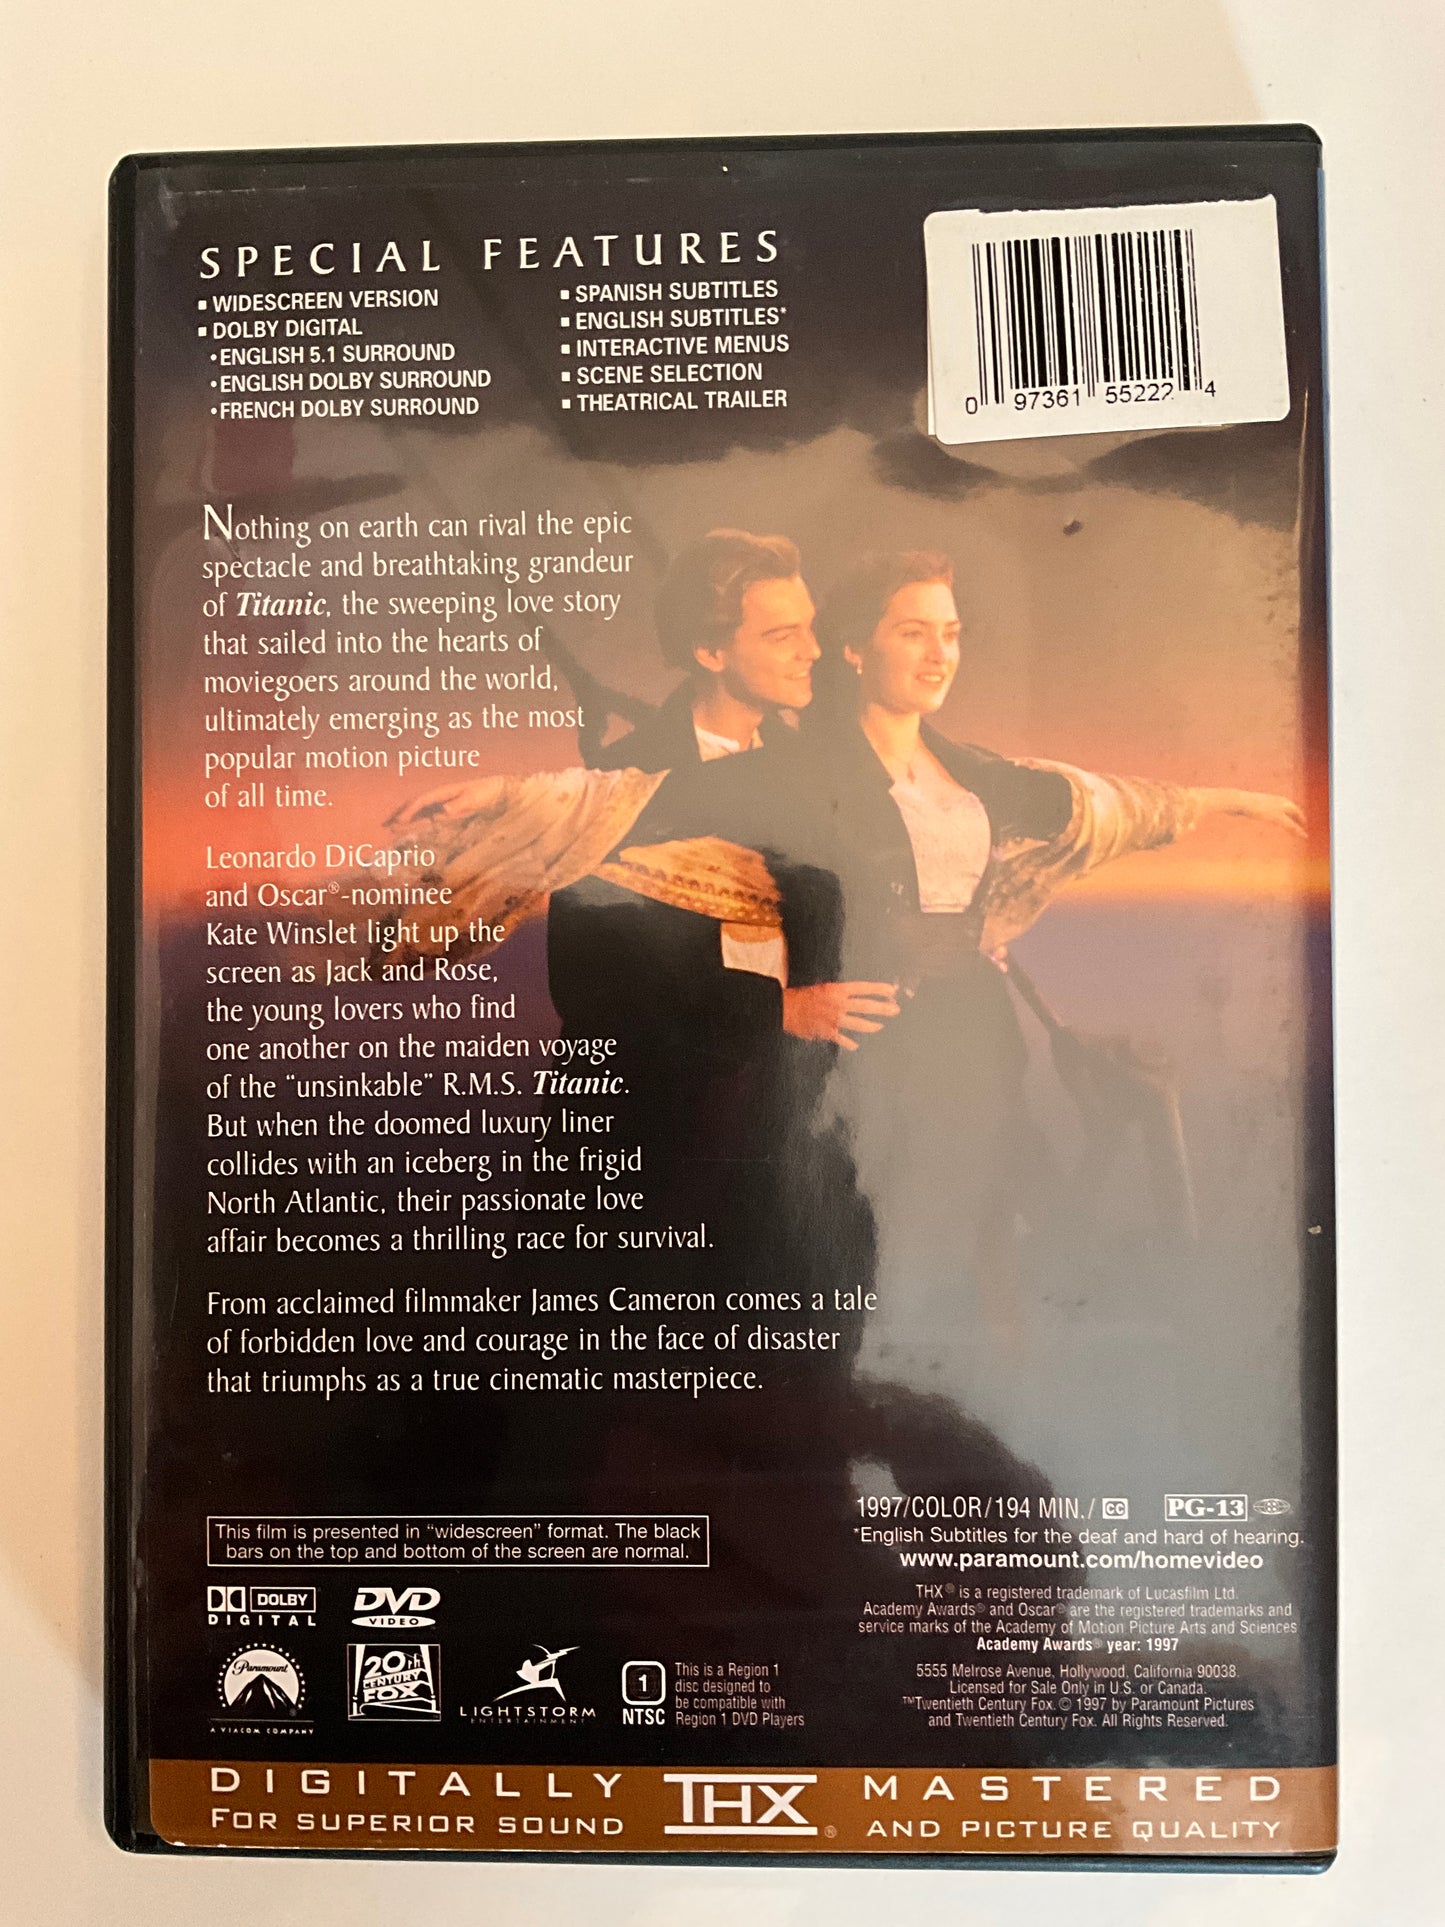 SPECIAL FEATURES
▪ WIDESCREEN VERSION
▪ DOLBY DIGITAL
•ENGLISH 5.1 SURROUND
•ENGLISH DOLBY SURROUND
•FRENCH DOLBY SURROUND
▪ SPANISH SUBTITLES
▪ ENGLISH SUBTITLES*
▪ INTERACTIVE MENUS
▪ SCENE SELECTION
▪ THEATRICAL TRAILER
0 97361 55222 4
Nothing on earth can rival the epic
spectacle and breathtaking grandeur
of Titanic, the sweeping love story
that sailed into the hearts of
moviegoers around the world,
ultimately emerging as the most
popular motion picture
of all time.
Leonardo DiCaprio
and Oscar®-nominee
Kate Winslet light up the
screen as Jack and Rose,
the young lovers who find
one another on the maiden voyage
of the "unsinkable" R.M.S. Titanic.
But when the doomed luxury liner
collides with an iceberg in the frigid
North Atlantic, their passionate love
affair becomes a thrilling race for survival.
From acclaimed filmmaker James Cameron comes a tale
of forbidden love and courage in the face of disaster
that triumphs as a true cinematic masterpiece.
This film is presented in "widescreen" format. The black
bars on the top and bottom of the screen are normal.
1997/COLOR/194 MIN./ CC PG-13
*English Subtitles for the deaf and hard of hearing.
www.paramount.com/homevideo
THX® is a registered trademark of Lucasfilm Ltd.
Academy Awards® and Oscar® are the registered trademarks and
service marks of the Academy of Motion Picture Arts and Sciences
Academy Awards® year: 1997
5555 Melrose Avenue, Hollywood, California 90038.
Licensed for Sale Only in U.S. or Canada.
™Twentieth Century Fox. © 1997 by Paramount Pictures
and Twentieth Century Fox. All Rights Reserved.
DOLBY
DIGITAL
DVD
VIDEO
Paramount
A VIACOM COMPANY
20th
CENTURY
FOX
LIGHTSTORM
ENTERTAINMENT
1
NTSC
This is a Region 1
disc designed to
be compatible with
Region 1 DVD Players
DIGITALLY THX® MASTERED
FOR SUPERIOR SOUND AND PICTURE QUALITY